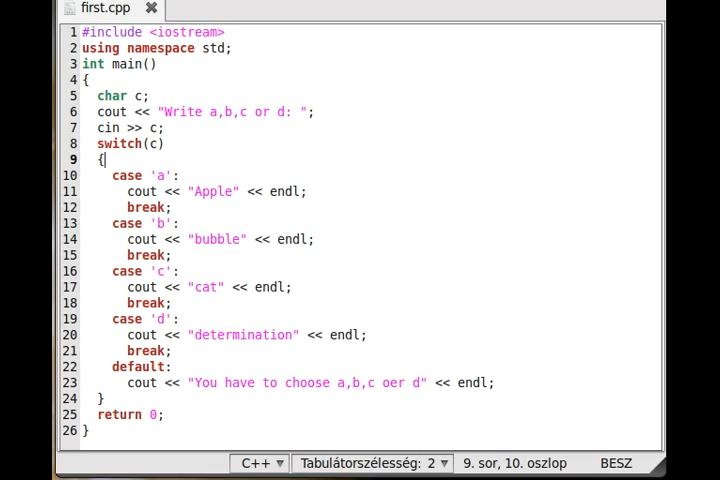 first.cpp
1 #include <iostream>
2 using namespace std;
3 int main()
4 {
5 char c;
6 cout << "Write a,b,c or d: ";
7 cin >> c;
8 switch(c)
9 {
10 case 'a':
11 cout << "Apple" << endl;
12 break;
13 case 'b':
14 cout << "bubble" << endl;
15 break;
16 case 'c':
17 cout << "cat" << endl;
18 break;
19 case 'd':
20 cout << "determination" << endl;
21 break;
22 default:
23 cout << "You have to choose a,b,c oer d" << endl;
24 }
25 return 0;
26 }
C++ Tabulátorszélesség: 2 9. sor, 10. oszlop BESZ